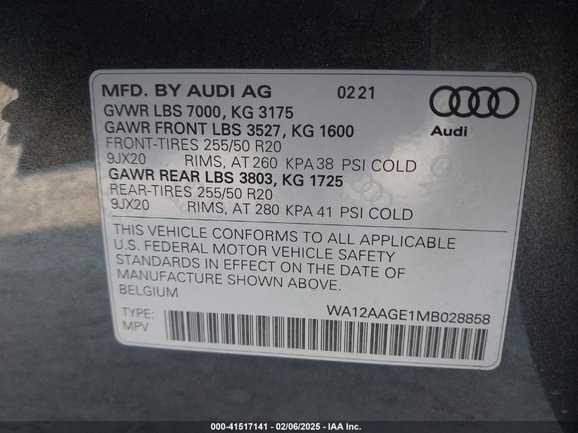 MFD. BY AUDI AG 02 21
GVWR LBS 7000, KG 3175
GAWR FRONT LBS 3527, KG 1600
FRONT-TIRES 255/50 R20
9JX20 RIMS, AT 260 KPA 38 PSI COLD
GAWR REAR LBS 3803, KG 1725
REAR-TIRES 255/50 R20
9JX20 RIMS, AT 280 KPA 41 PSI COLD
Audi
THIS VEHICLE CONFORMS TO ALL APPLICABLE
U.S. FEDERAL MOTOR VEHICLE SAFETY
STANDARDS IN EFFECT ON THE DATE OF
MANUFACTURE SHOWN ABOVE.
BELGIUM
WA12AAGE1MB028858
TYPE:
MPV
000-41517141 - 02/06/2025 - IAA Inc.